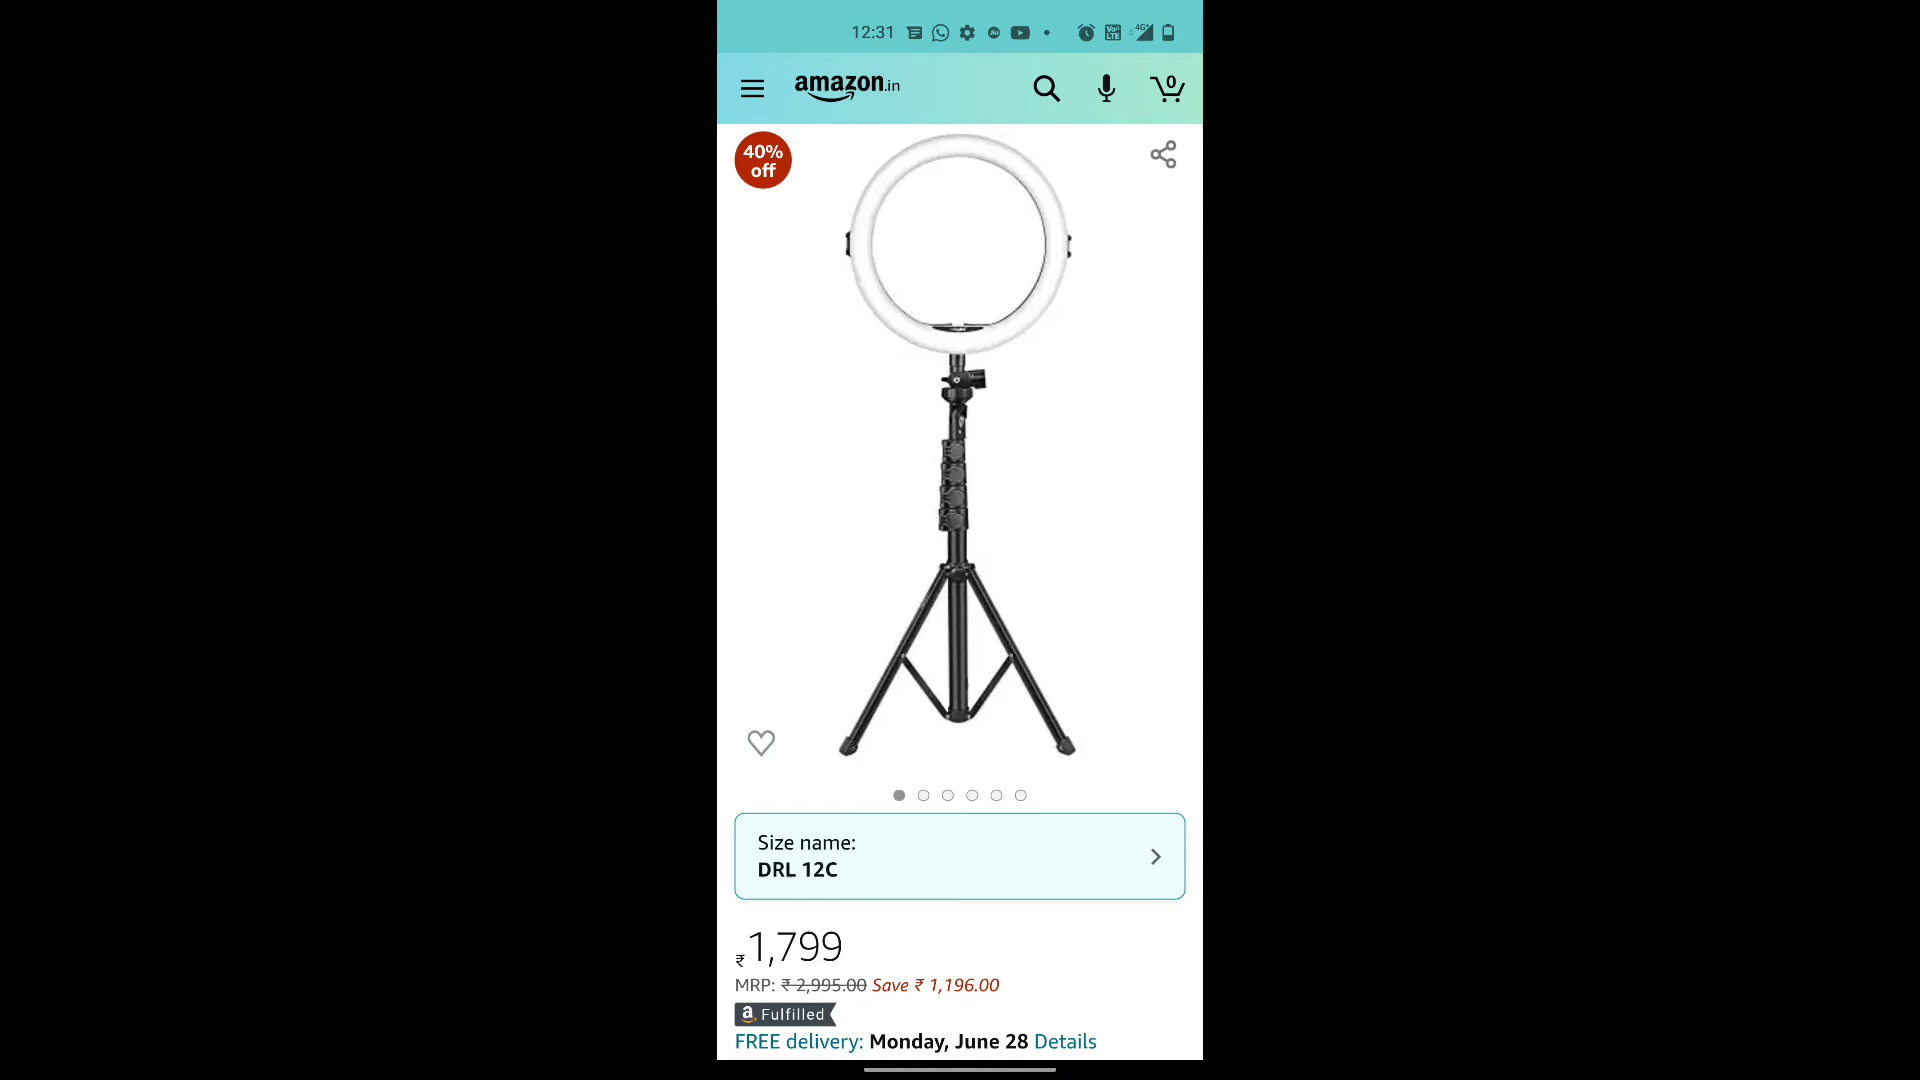 12:31
amazon.in
0
40%
off
Size name:
DRL 12C
₹1,799
MRP: ₹ 2,995.00 Save ₹ 1,196.00
a Fulfilled
FREE delivery: Monday, June 28 Details